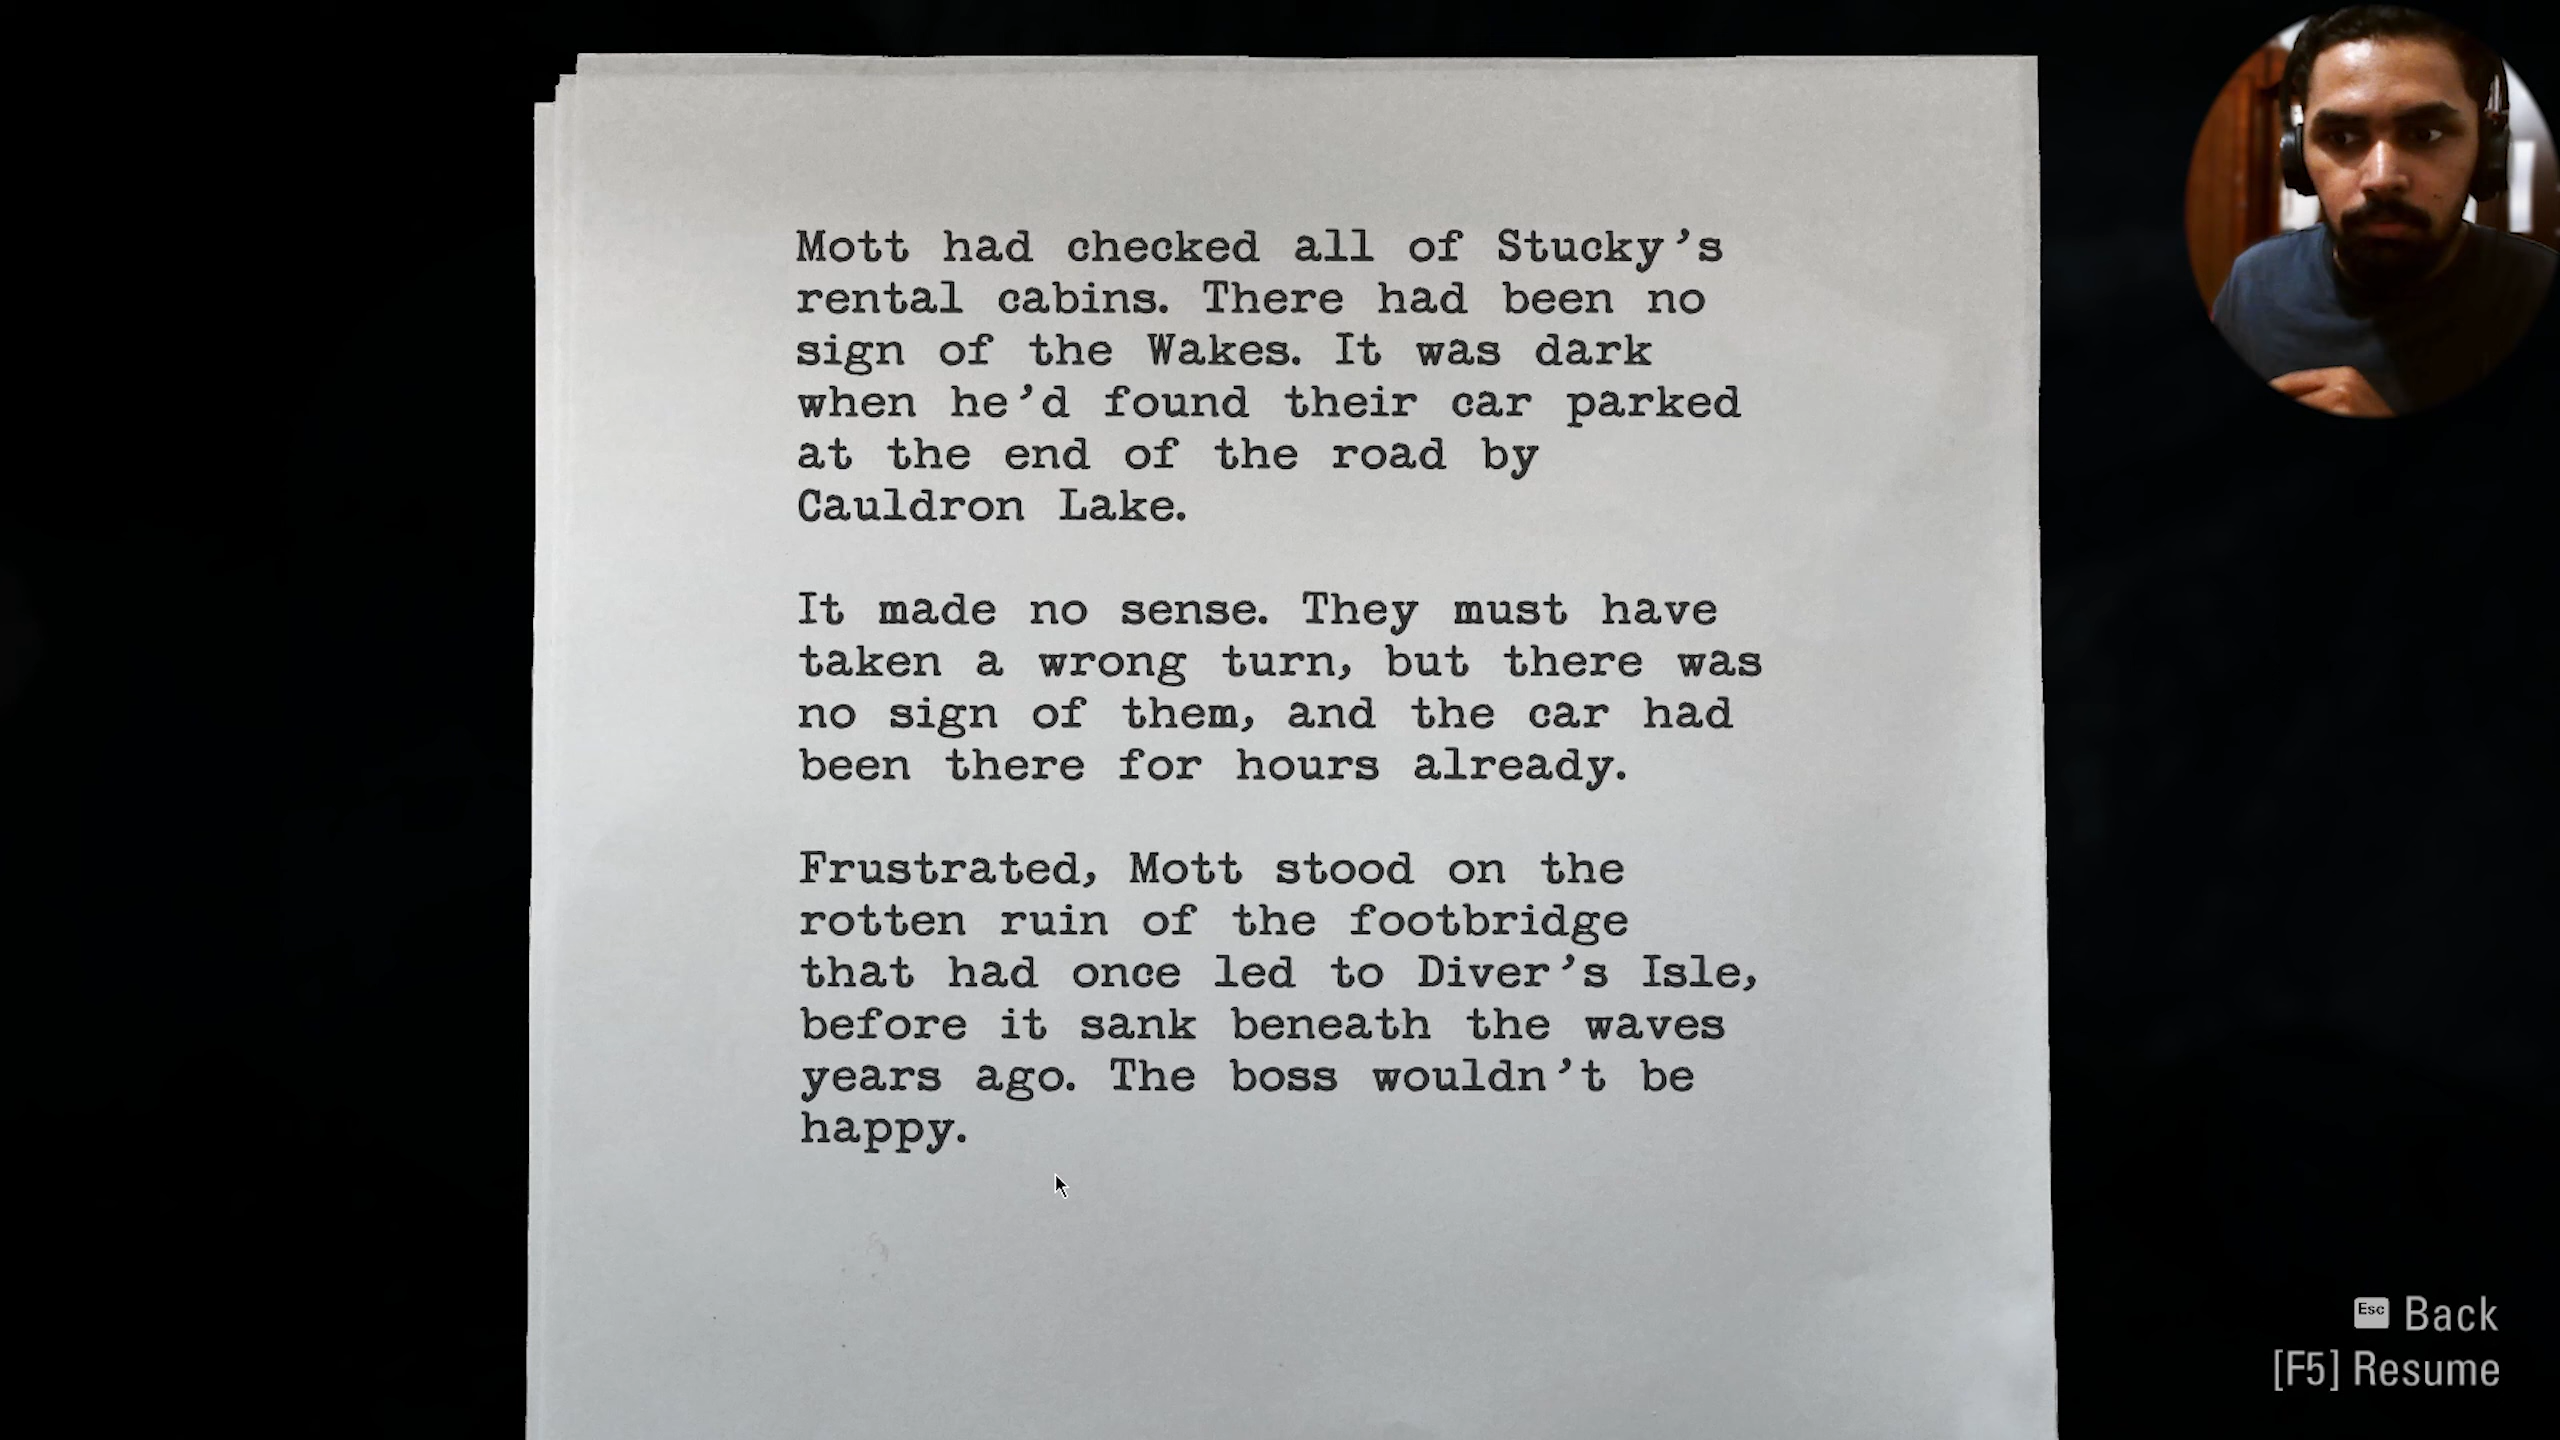 Mott had checked all of Stucky’s
rental cabins. There had been no
sign of the Wakes. It was dark
when he’d found their car parked
at the end of the road by
Cauldron Lake.
It made no sense. They must have
taken a wrong turn, but there was
no sign of them, and the car had
been there for hours already.
Frustrated, Mott stood on the
rotten ruin of the footbridge
that had once led to Diver’s Isle,
before it sank beneath the waves
years ago. The boss wouldn’t be
happy.
Esc Back
[F5] Resume